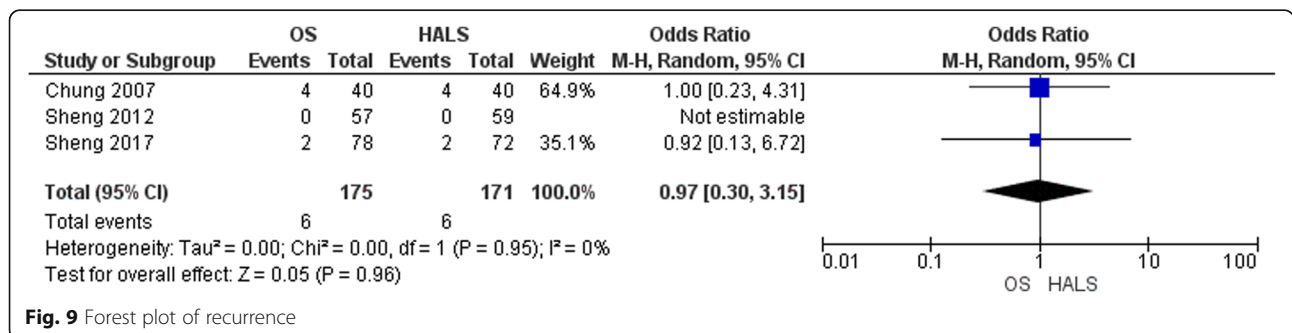 OS HALS Odds Ratio Odds Ratio
Study or Subgroup Events Total Events Total Weight M-H, Random, 95% CI M-H, Random, 95% CI
Chung 2007 4 40 4 40 64.9% 1.00 [0.23, 4.31]
Sheng 2012 0 57 0 59 Not estimable
Sheng 2017 2 78 2 72 35.1% 0.92 [0.13, 6.72]
Total (95% CI) 175 171 100.0% 0.97 [0.30, 3.15]
Total events 6 6
Heterogeneity: Tau² = 0.00; Chi² = 0.00, df = 1 (P = 0.95); I² = 0%
Test for overall effect: Z = 0.05 (P = 0.96)
0.01 0.1 1 10 100
OS HALS
Fig. 9 Forest plot of recurrence